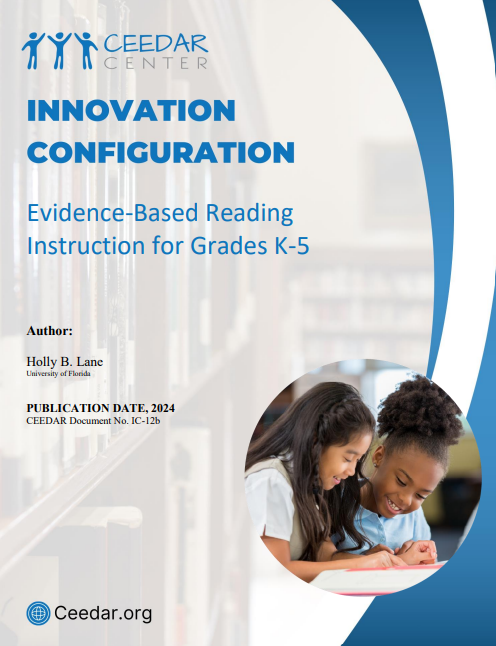 CEEDAR
CENTER
INNOVATION
CONFIGURATION
Evidence-Based Reading
Instruction for Grades K-5
Author:
Holly B. Lane
University of Florida
PUBLICATION DATE, 2024
CEEDAR Document No. IC-12b
Ceedar.org